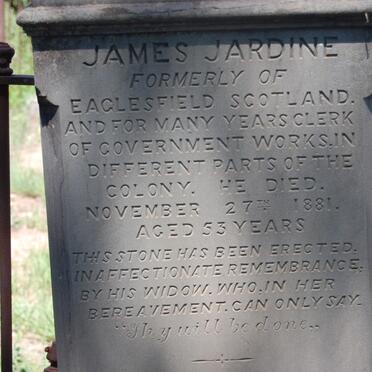 JAMES JARDINE
FORMERLY OF
EAGLESFIELD SCOTLAND.
AND FOR MANY YEARS CLERK
OF GOVERNMENT WORKS. IN
DIFFERENT PARTS OF THE
COLONY. HE DIED.
NOVEMBER 27TH 1881.
AGED 53 YEARS
THIS STONE HAS BEEN ERECTED.
IN AFFECTIONATE REMEMBRANCE.
BY HIS WIDOW. WHO. IN HER
BEREAVEMENT. CAN ONLY SAY.
"Thy will be done"